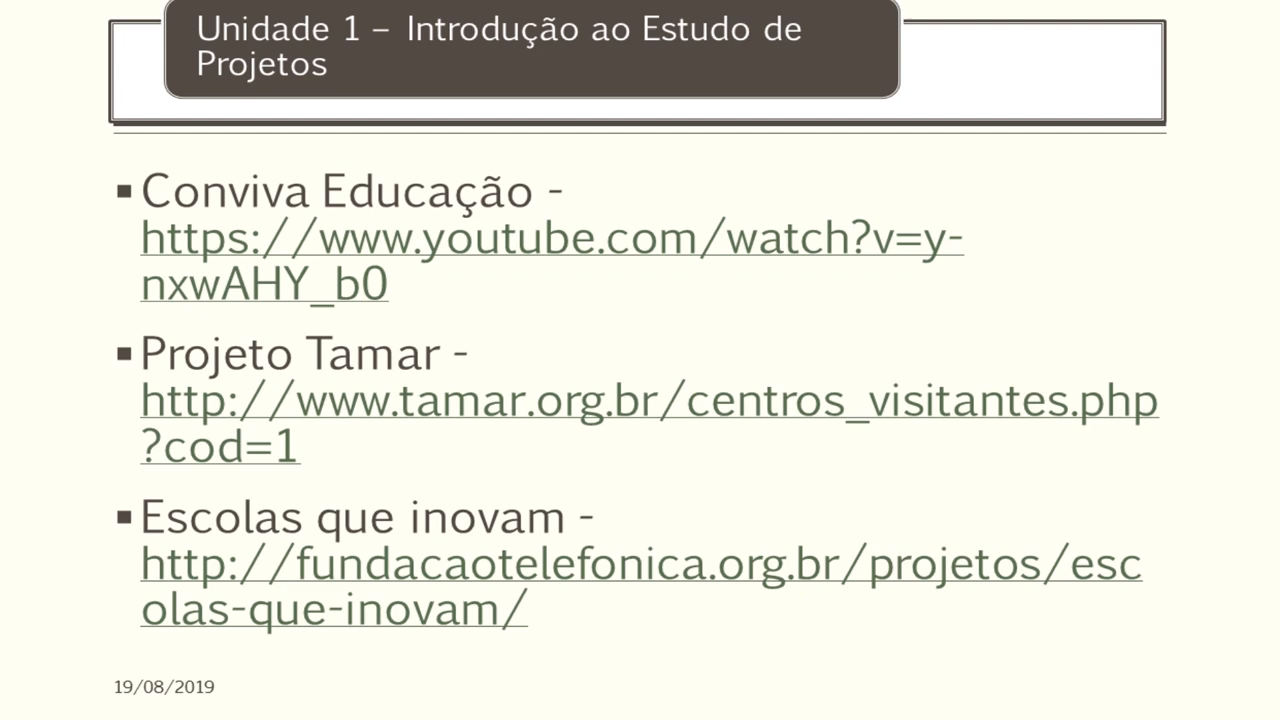 Unidade 1 – Introdução ao Estudo de
Projetos
▪Conviva Educação -
https://www.youtube.com/watch?v=y-
nxwAHY_b0
▪Projeto Tamar -
http://www.tamar.org.br/centros_visitantes.php
?cod=1
▪Escolas que inovam -
http://fundacaotelefonica.org.br/projetos/esc
olas-que-inovam/
19/08/2019